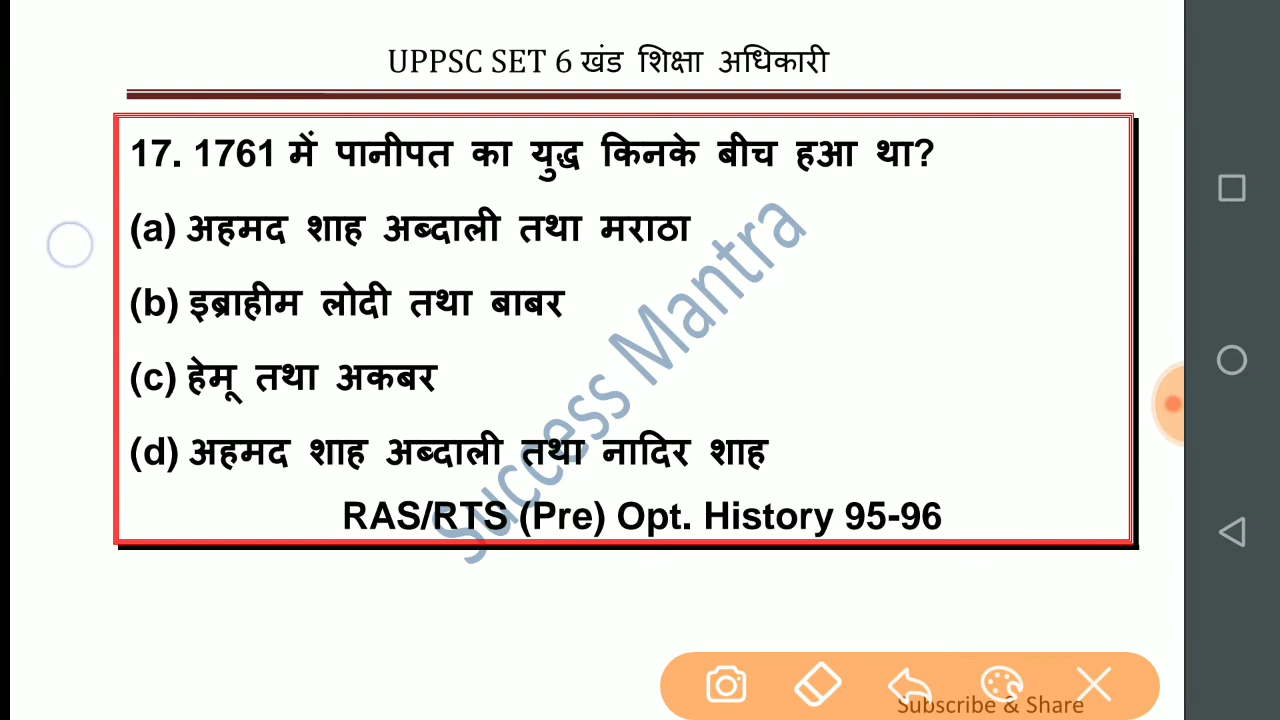 UPPSC SET 6 खंड शिक्षा अधिकारी
17. 1761 में पानीपत का युद्ध किनके बीच हआ था?
(a) अहमद शाह अब्दाली तथा मराठा
(b) इब्राहीम लोदी तथा बाबर
(c) हेमू तथा अकबर
(d) अहमद शाह अब्दाली तथा नादिर शाह
RAS/RTS (Pre) Opt. History 95-96
Success Mantra
Subscribe & Share